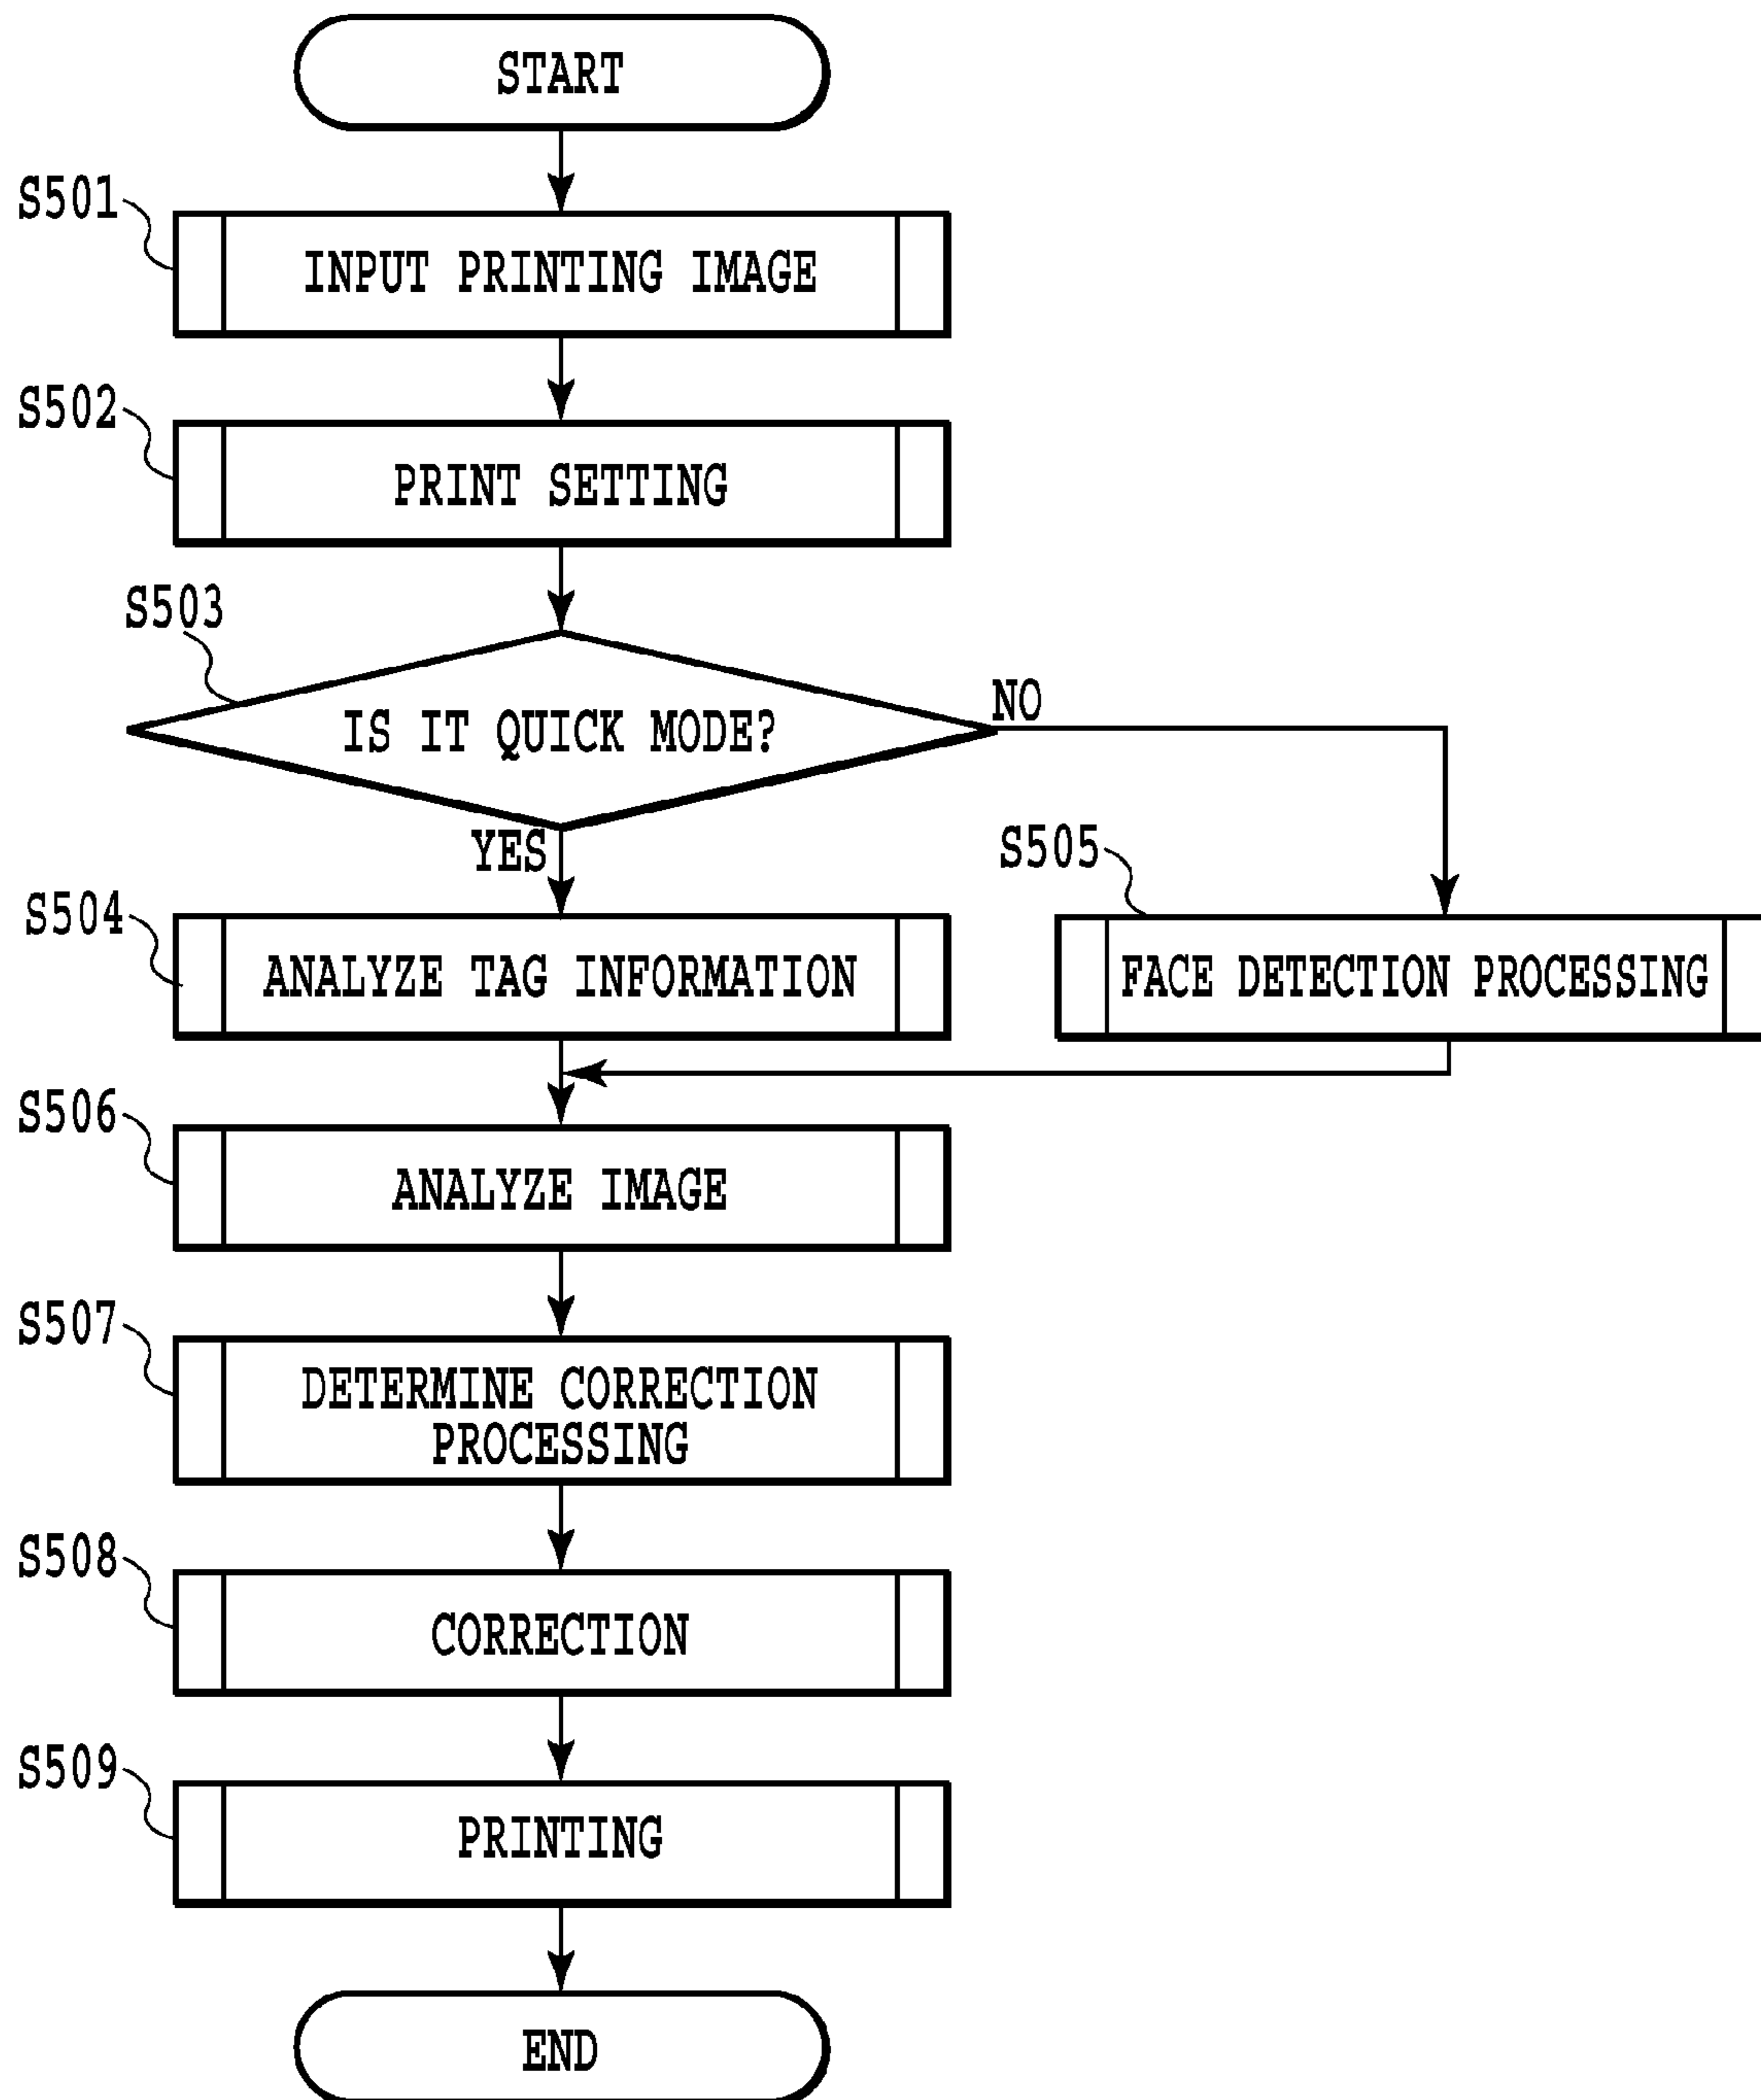 START
S501
INPUT PRINTING IMAGE
S502
PRINT SETTING
S503
IS IT QUICK MODE?
NO
YES
S505
S504
ANALYZE TAG INFORMATION
FACE DETECTION PROCESSING
S506
ANALYZE IMAGE
S507
DETERMINE CORRECTION
PROCESSING
S508
CORRECTION
S509
PRINTING
END